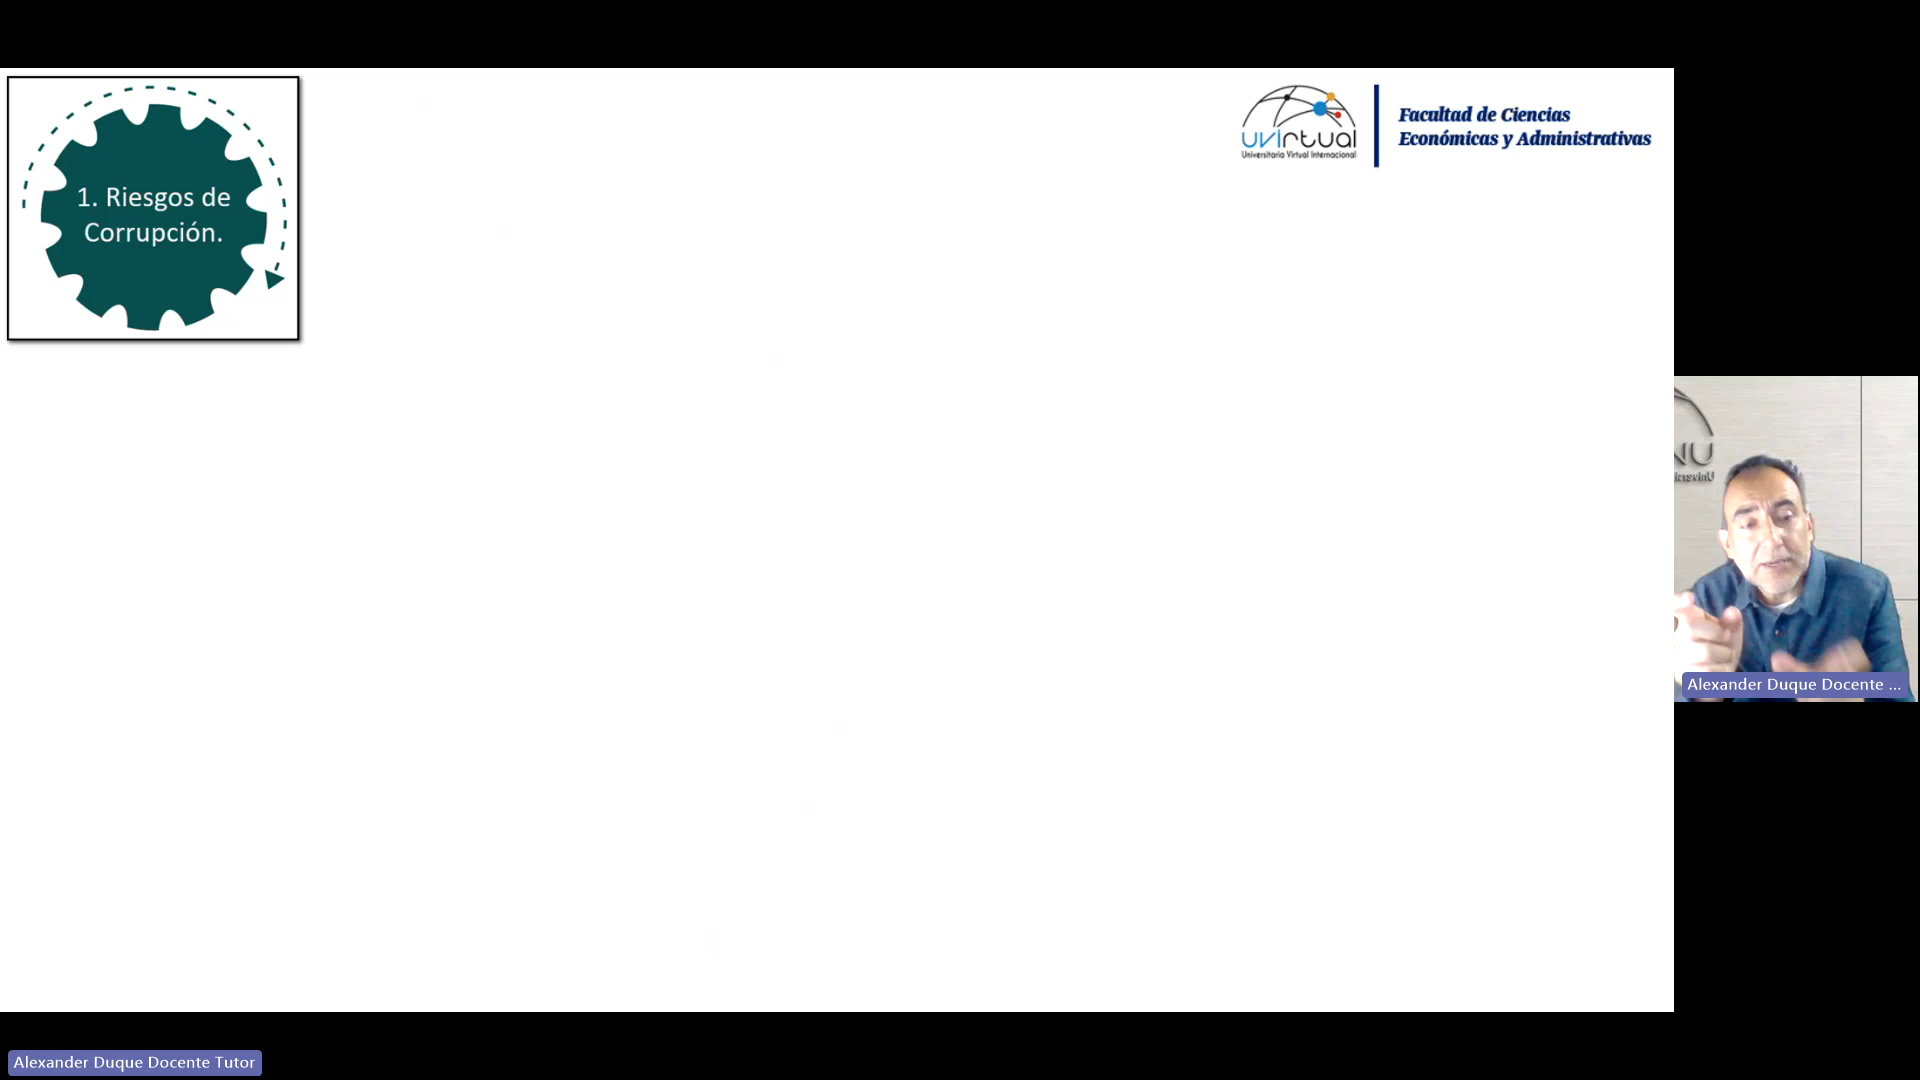 1. Riesgos de
Corrupción.
uvirtual
Universitaria Virtual Internacional
Facultad de Ciencias
Económicas y Administrativas
Alexander Duque Docente ...
Alexander Duque Docente Tutor